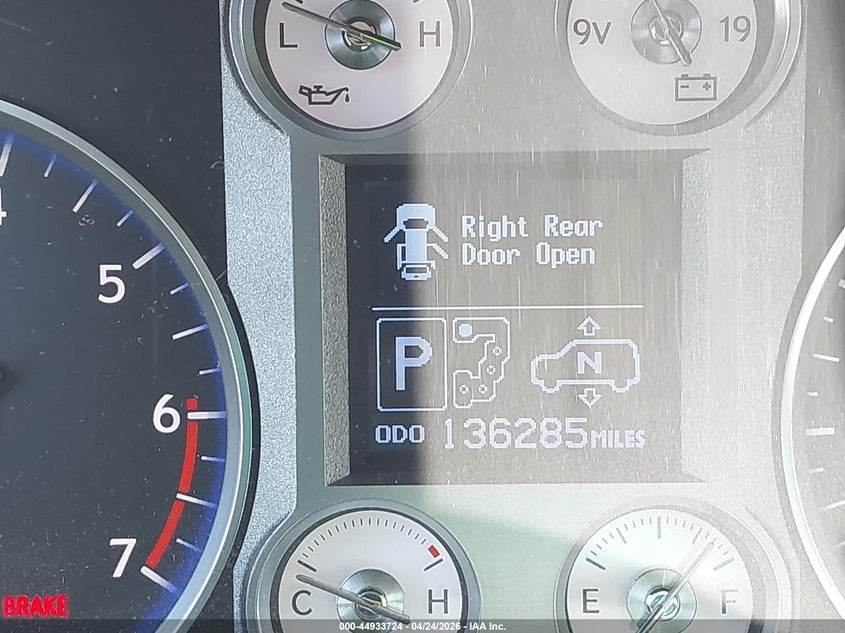 L H
9V 19
4
5
6
7
Right Rear
Door Open
P
N
ODO 136285 MILES
C H
E F
BRAKE
000-44933724 - 04/24/2026 - IAA Inc.